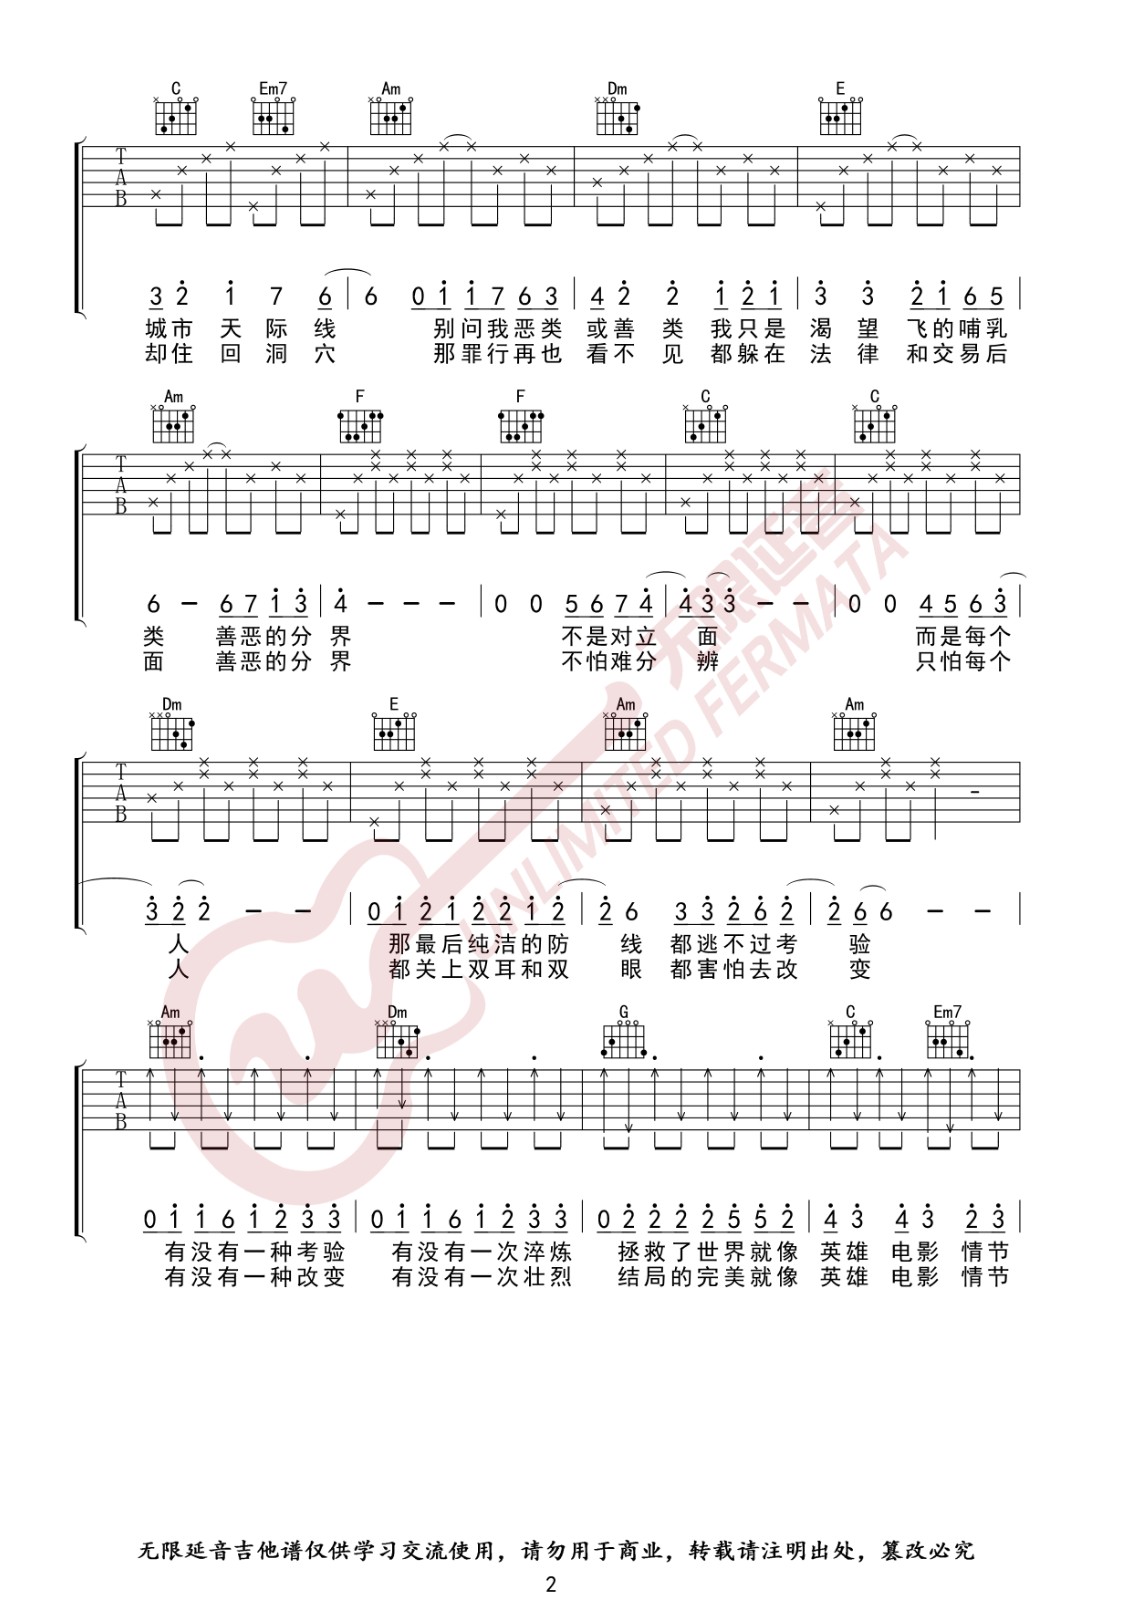 C Em7 Am Dm E
T
A
B
3 2 1 7 6 | 6 0 1 1 7 6 3 | 4 2 2 1 2 1 | 3 3 2 1 6 5
城市 天 际 线 别问我恶类 或善 类 我只是 渴 望 飞的哺乳
却住 回 洞 穴 那罪行再也 看不 见 都躲在 法 律 和交易后
Am F F C C
T
A
B
6 - 6 7 1 3 | 4 - - - | 0 0 5 6 7 4 | 4 3 3 - - | 0 0 4 5 6 3
类 善恶的分 界 不是对立 面 而是每个
面 善恶的分 界 不怕难分 辨 只怕每个
Dm E Am Am
T
A
B
3 2 2 - - | 0 1 2 1 2 2 1 2 | 2 6 3 3 2 6 2 | 2 6 6 - -
人 那最后纯洁的防 线 都逃不过考 验
人 都关上双耳和双 眼 都害怕去改 变
Am Dm G C Em7
T
A
B
0 1 1 6 1 2 3 3 | 0 1 1 6 1 2 3 3 | 0 2 2 2 5 5 2 | 4 3 4 3 2 3
有没有一种考验 有没有一次淬炼 拯救了世界就像 英雄 电影 情节
有没有一种改变 有没有一次壮烈 结局的完美就像 英雄 电影 情节
无限延音
UNLIMITED FERMATA
无限延音吉他谱仅供学习交流使用，请勿用于商业，转载请注明出处，篡改必究
2